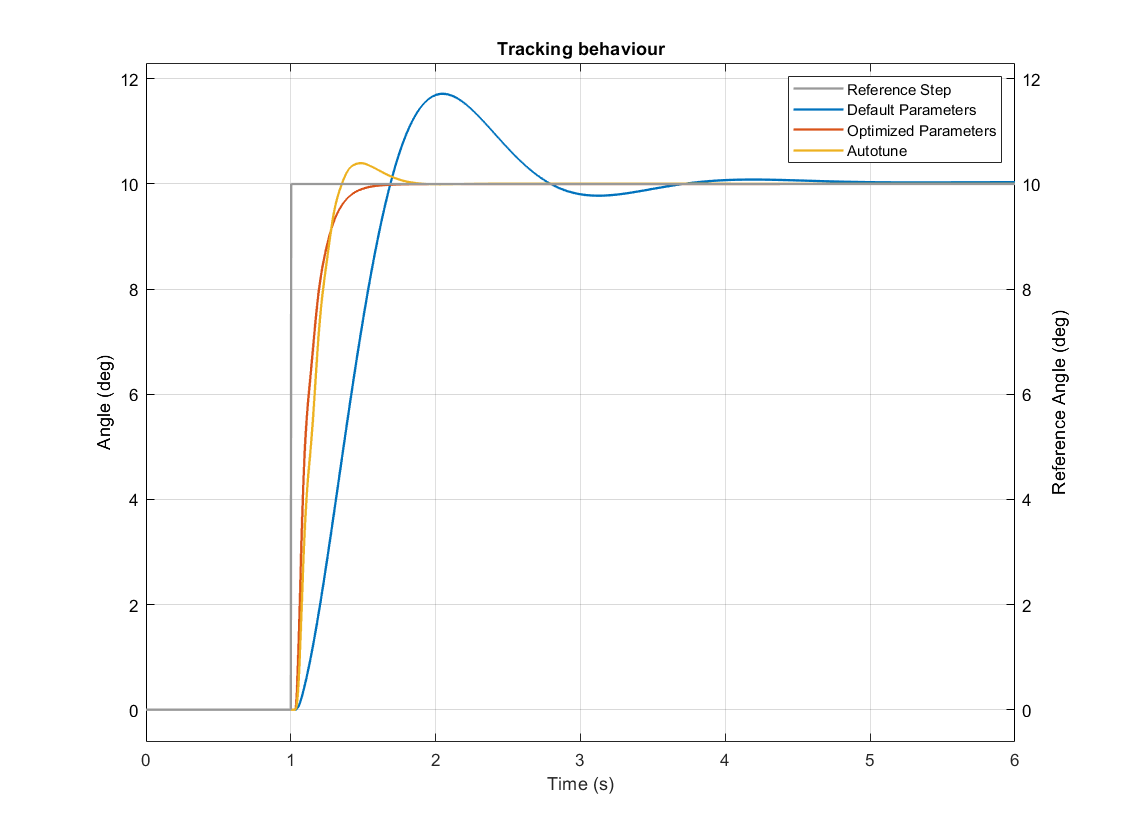 Tracking behaviour
Reference Step
Default Parameters
Optimized Parameters
Autotune
12
10
8
6
4
2
0
Angle (deg)
12
10
8
6
4
2
0
Reference Angle (deg)
0 1 2 3 4 5 6
Time (s)